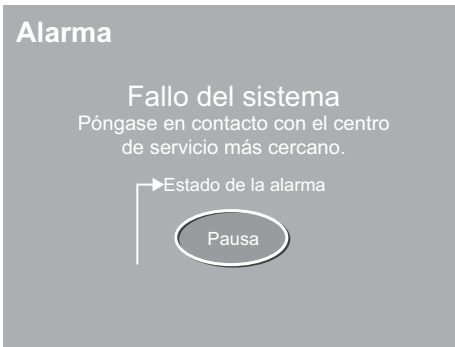 Alarma
Fallo del sistema
Póngase en contacto con el centro
de servicio más cercano.
Estado de la alarma
Pausa